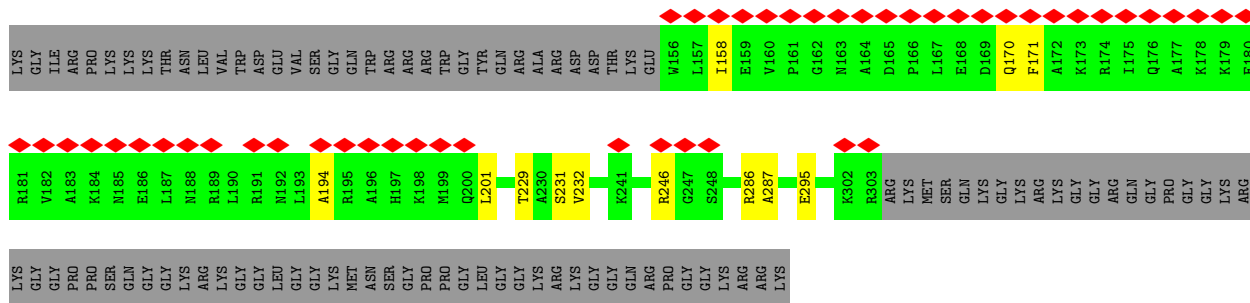 LYS GLY ILE ARG PRO LYS LYS LYS THR ASN LEU VAL TRP ASP GLU VAL SER GLY GLN TRP ARG ARG ARG TRP GLY TYR GLN ARG ALA ARG ASP ASP THR LYS GLU W156 L157 I158 E159 V160 P161 G162 N163 A164 D165 P166 L167 E168 D169 Q170 F171 A172 K173 R174 I175 Q176 A177 K178 K179 E180
R181 V182 A183 K184 N185 E186 L187 N188 R189 L190 R191 N192 L193 A194 R195 A196 H197 K198 M199 Q200 L201 T229 A230 S231 V232 K241 R246 G247 S248 R286 A287 E295 K302 R303 ARG LYS MET SER GLN LYS GLY LYS ARG LYS GLY GLY ARG GLN GLY PRO GLY GLY LYS ARG
LYS GLY GLY PRO PRO SER GLN GLY GLY LYS ARG LYS GLY GLY LEU GLY GLY LYS MET ASN SER GLY PRO PRO GLY LEU GLY GLY LYS ARG LYS GLY GLY GLN ARG PRO GLY GLY LYS ARG ARG LYS